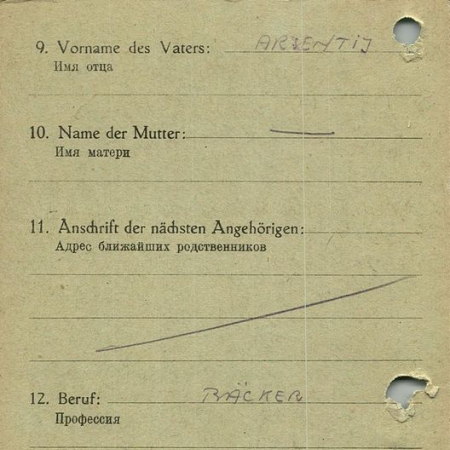 9. Vorname des Vaters: ARSENTIJ
Имя отца
10. Name der Mutter:
Имя матери
11. Anschrift der nächsten Angehörigen:
Адрес ближайших родственников
12. Beruf: BÄCKER
Профессия